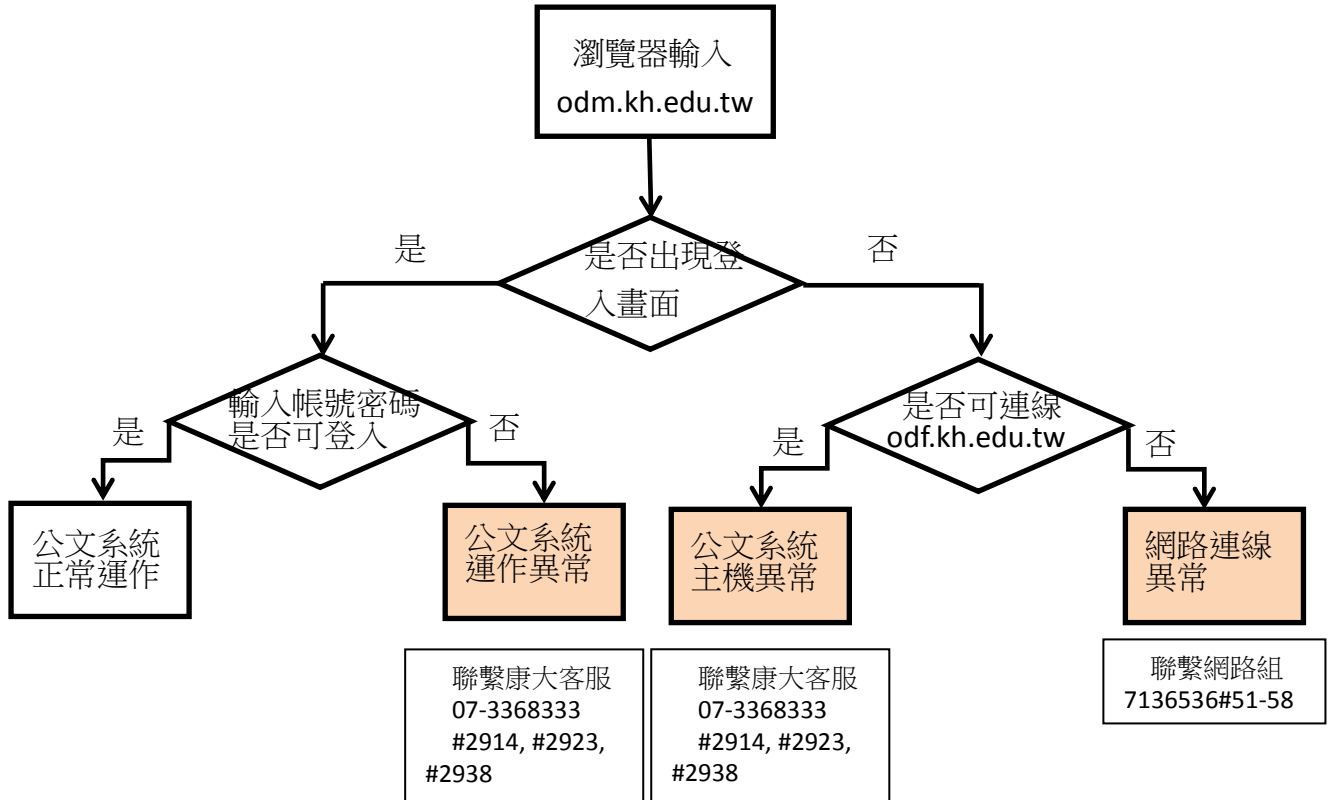 瀏覽器輸入
odm.kh.edu.tw
是
是否出現登
入畫面
否
輸入帳號密碼
是否可登入
是
否
是否可連線
odf.kh.edu.tw
是
否
公文系統
正常運作
公文系統
運作異常
公文系統
主機異常
網路連線
異常
聯繫康大客服
07-3368333
#2914, #2923,
#2938
聯繫康大客服
07-3368333
#2914, #2923,
#2938
聯繫網路組
7136536#51-58